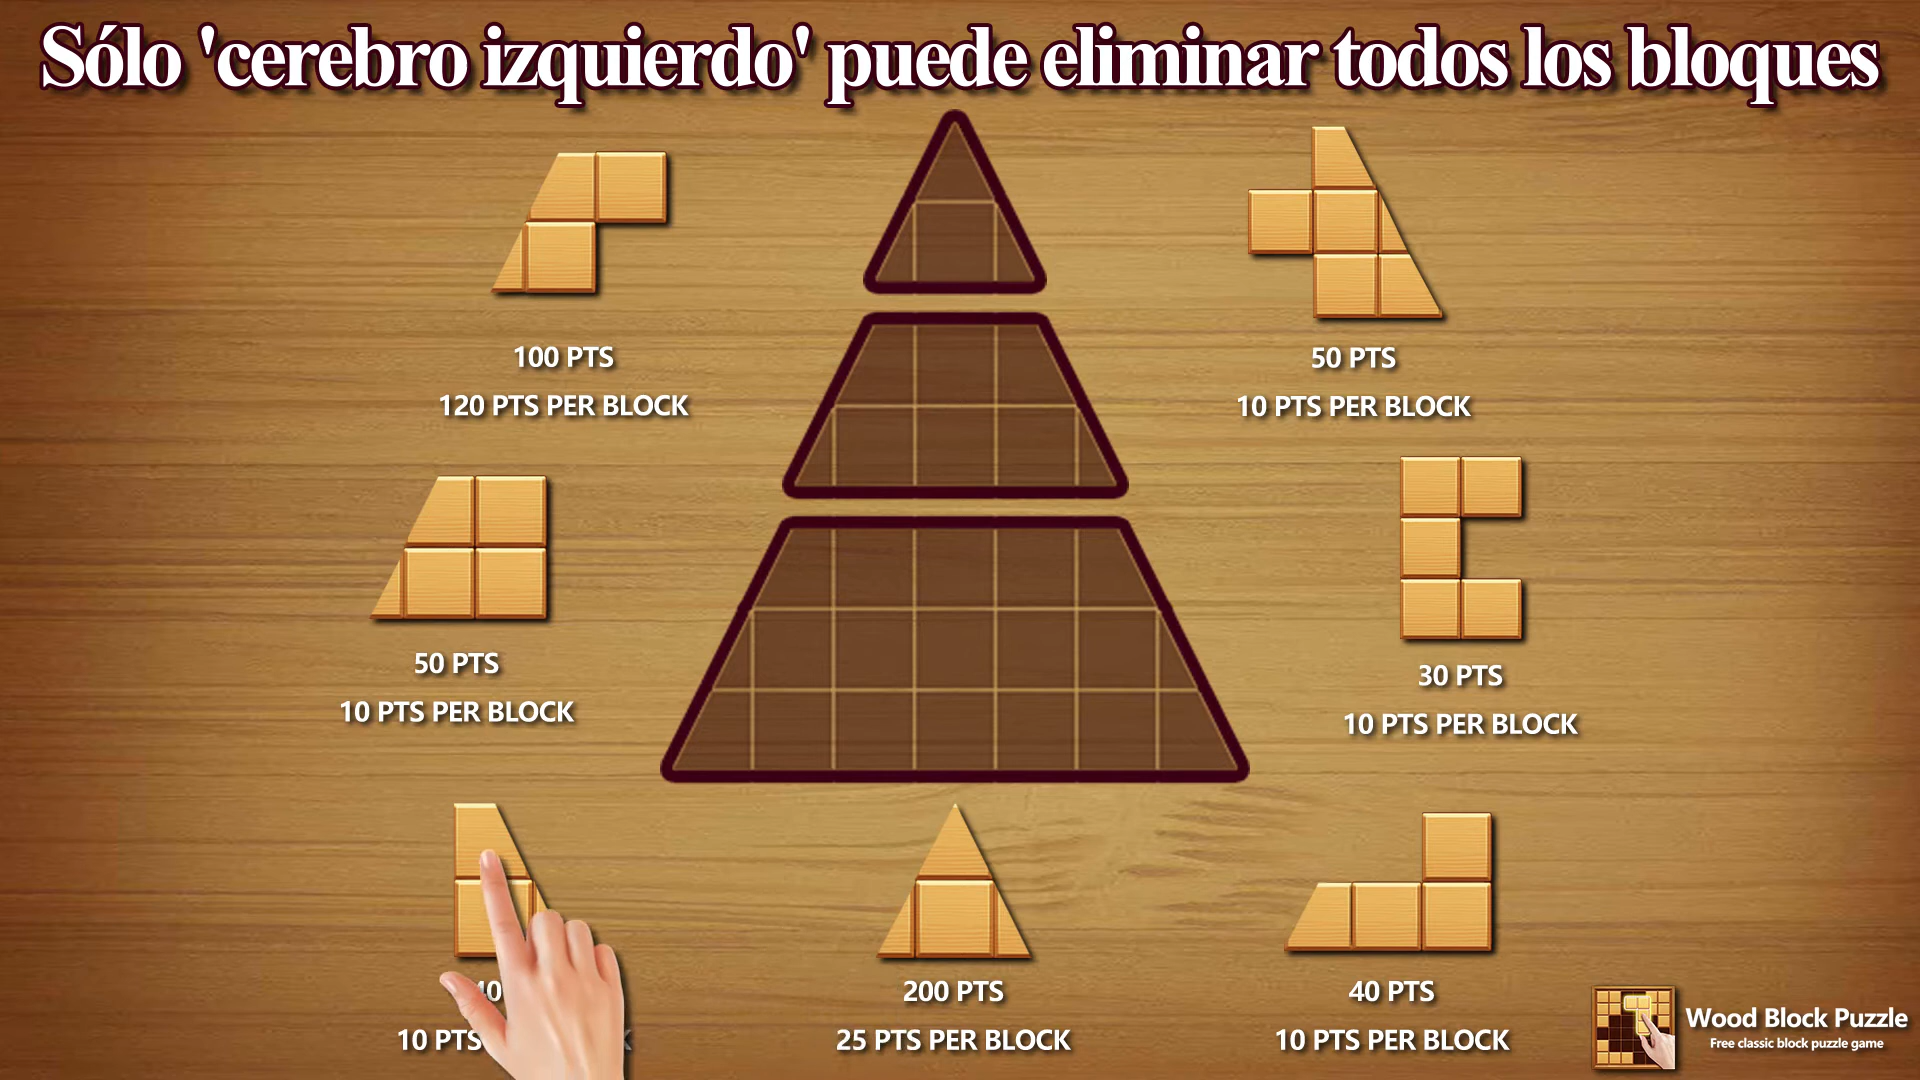 Sólo 'cerebro izquierdo' puede eliminar todos los bloques
100 PTS
120 PTS PER BLOCK
50 PTS
10 PTS PER BLOCK
50 PTS
10 PTS PER BLOCK
30 PTS
10 PTS PER BLOCK
40
10 PTS
200 PTS
25 PTS PER BLOCK
40 PTS
10 PTS PER BLOCK
Wood Block Puzzle
Free classic block puzzle game